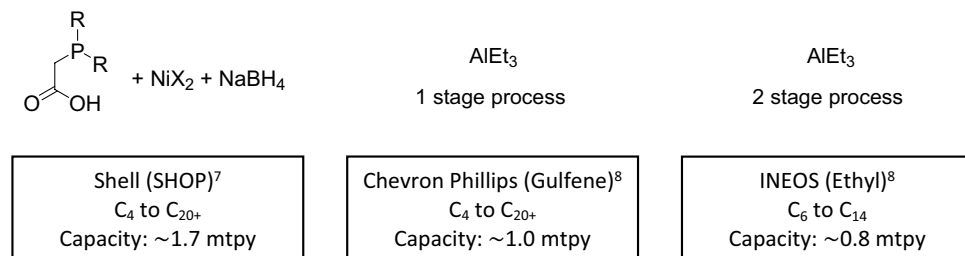 R
P
R
O
OH
+ NiX₂ + NaBH₄
AlEt₃
1 stage process
AlEt₃
2 stage process
Shell (SHOP)⁷
C₄ to C₂₀₊
Capacity: ~1.7 mtpy
Chevron Phillips (Gulfene)⁸
C₄ to C₂₀₊
Capacity: ~1.0 mtpy
INEOS (Ethyl)⁸
C₆ to C₁₄
Capacity: ~0.8 mtpy